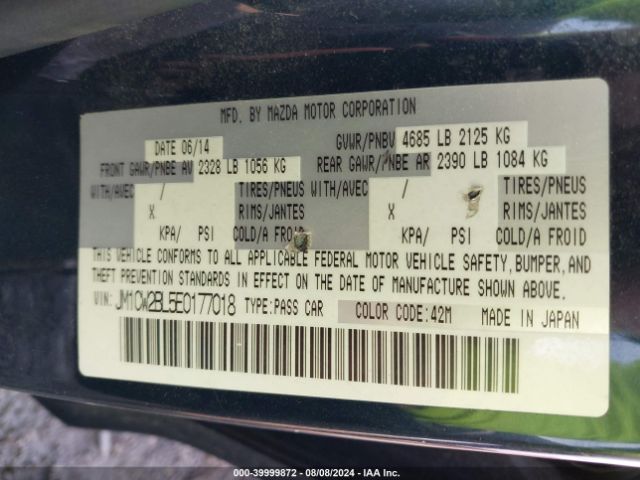 MFD. BY MAZDA MOTOR CORPORATION
DATE 06/14 GVWR/PNBV 4685 LB 2125 KG
FRONT GAWR/PNBE AV 2328 LB 1056 KG REAR GAWR/PNBE AR 2390 LB 1084 KG
WITH/AVEC / TIRES/PNEUS WITH/AVEC / TIRES/PNEUS
X RIMS/JANTES X RIMS/JANTES
KPA/ PSI COLD/A FROID KPA/ PSI COLD/A FROID
THIS VEHICLE CONFORMS TO ALL APPLICABLE FEDERAL MOTOR VEHICLE SAFETY, BUMPER, AND
THEFT PREVENTION STANDARDS IN EFFECT ON THE DATE OF MANUFACTURE SHOWN ABOVE.
VIN: JM1CW2BL5E0177018 TYPE:PASS CAR COLOR CODE:42M MADE IN JAPAN
000-39999872 - 08/08/2024 - IAA Inc.